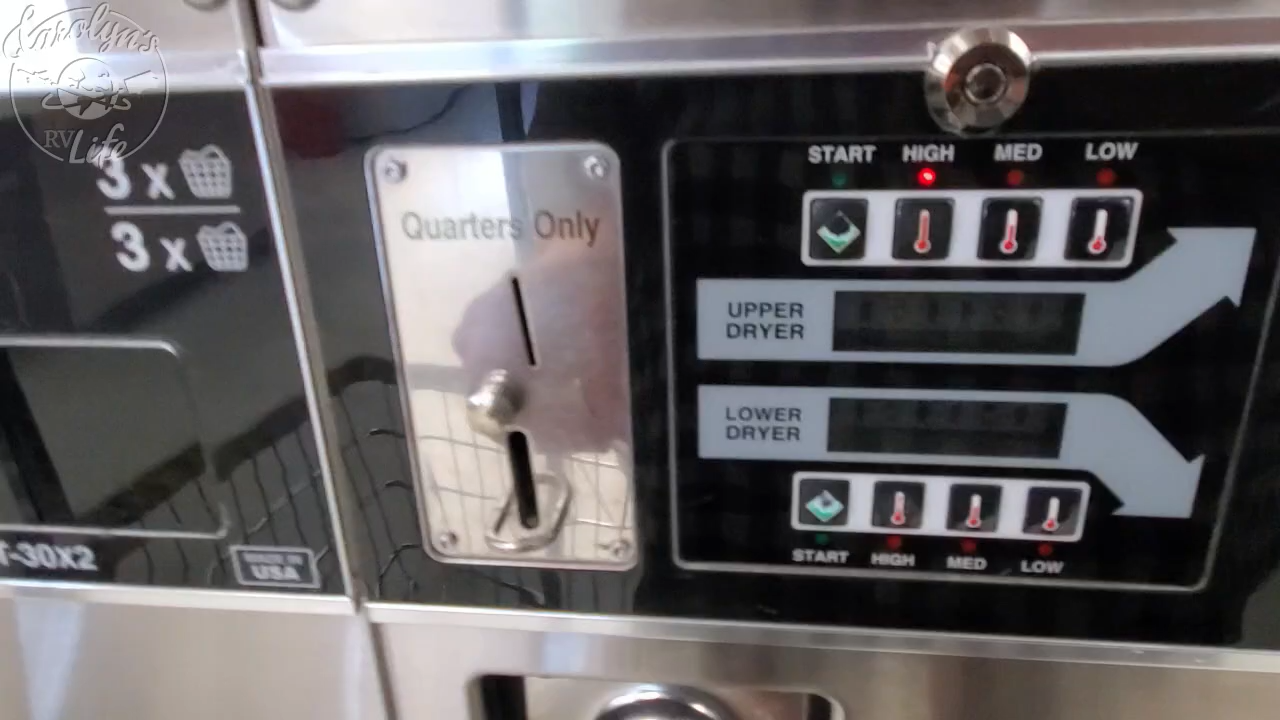 Karolyn's
RV Life
3 x
3 x
Quarters Only
START HIGH MED LOW
UPPER
DRYER
LOWER
DRYER
START HIGH MED LOW
T-30X2
MADE IN
USA